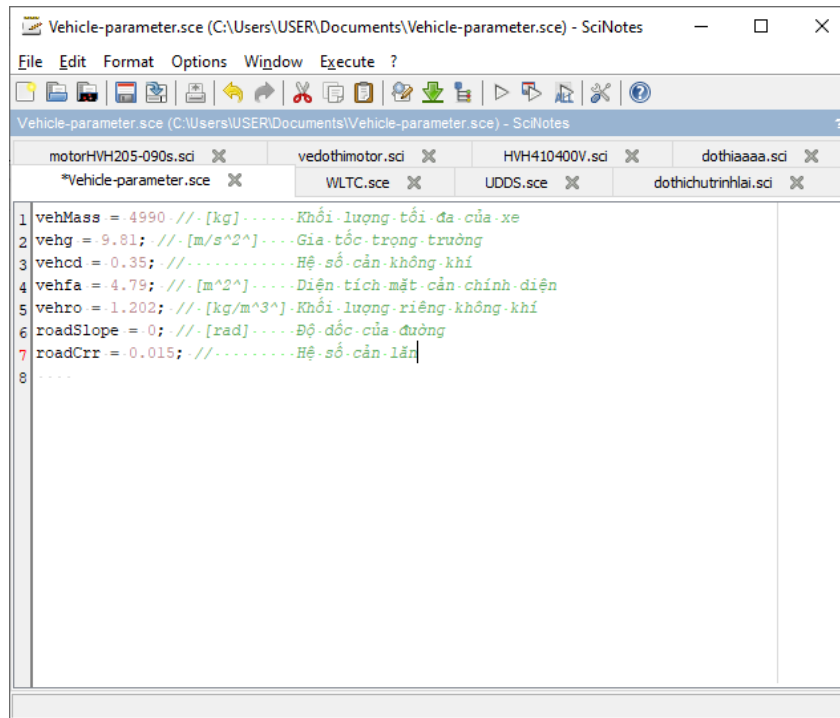 Vehicle-parameter.sce (C:\Users\USER\Documents\Vehicle-parameter.sce) - SciNotes
File Edit Format Options Window Execute ?
Vehicle-parameter.sce (C:\Users\USER\Documents\Vehicle-parameter.sce) - SciNotes ?
motorHVH205-090s.sci vedothimotor.sci HVH410400V.sci dothiaaaa.sci
*Vehicle-parameter.sce WLTC.sce UDDS.sce dothichutrinhlai.sci
1 vehMass = 4990 // [kg] Khối lượng tối đa của xe
2 vehg = 9.81; // [m/s^2^] Gia tốc trọng trường
3 vehcd = 0.35; // Hệ số cản không khí
4 vehfa = 4.79; // [m^2^] Diện tích mặt cản chính diện
5 vehro = 1.202; // [kg/m^3^] Khối lượng riêng không khí
6 roadSlope = 0; // [rad] Độ dốc của đường
7 roadCrr = 0.015; // Hệ số cản lăn
8